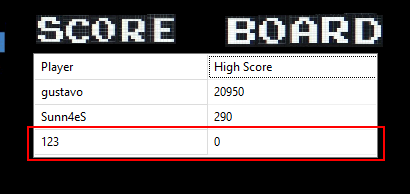 SCORE BOARD
Player High Score
gustavo 20950
Sunn4eS 290
123 0